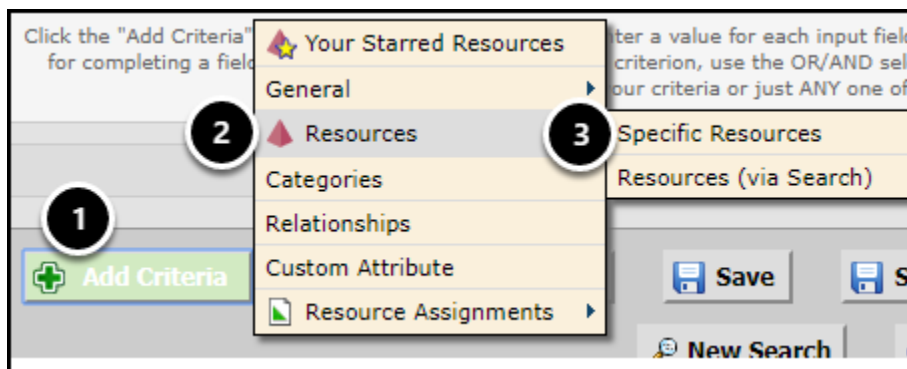 Click the "Add Criteria"
for completing a field
ter a value for each input field
criterion, use the OR/AND sel
our criteria or just ANY one of
Your Starred Resources
General
2
Resources
3
Specific Resources
Categories
Resources (via Search)
1
Relationships
Add Criteria
Custom Attribute
Save
S
Resource Assignments
New Search